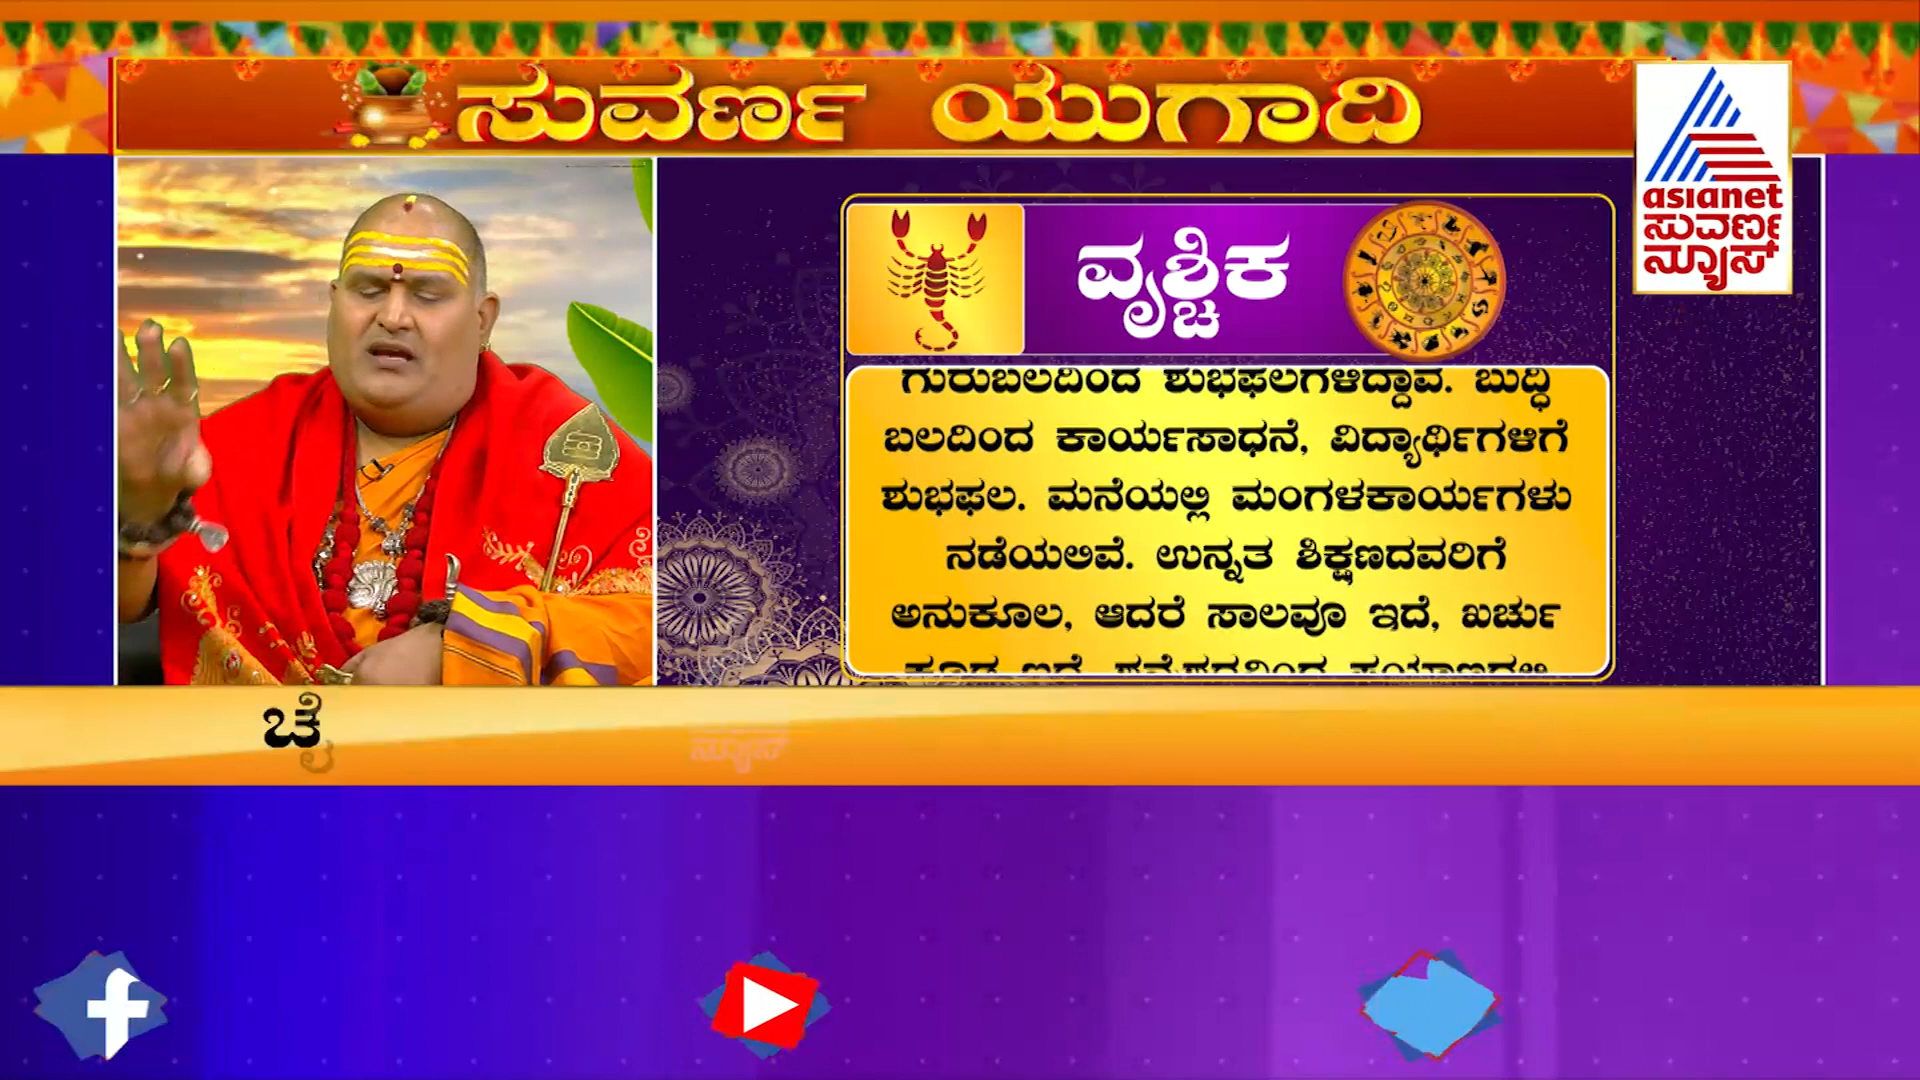 ಸುವರ್ಣ ಯುಗಾದಿ
asianet
ಸುವರ್ಣ
ನ್ಯೂಸ್
ವೃಶ್ಚಿಕ
ಗುರುಬಲದಿಂದ ಶುಭಫಲಗಳಿದ್ದಾವೆ. ಬುದ್ಧಿ
ಬಲದಿಂದ ಕಾರ್ಯಸಾಧನೆ, ವಿದ್ಯಾರ್ಥಿಗಳಿಗೆ
ಶುಭಫಲ. ಮನೆಯಲ್ಲಿ ಮಂಗಳಕಾರ್ಯಗಳು
ನಡೆಯಲಿವೆ. ಉನ್ನತ ಶಿಕ್ಷಣದವರಿಗೆ
ಅನುಕೂಲ, ಆದರೆ ಸಾಲವೂ ಇದೆ, ಖರ್ಚು
ನ್ಯೂಸ್